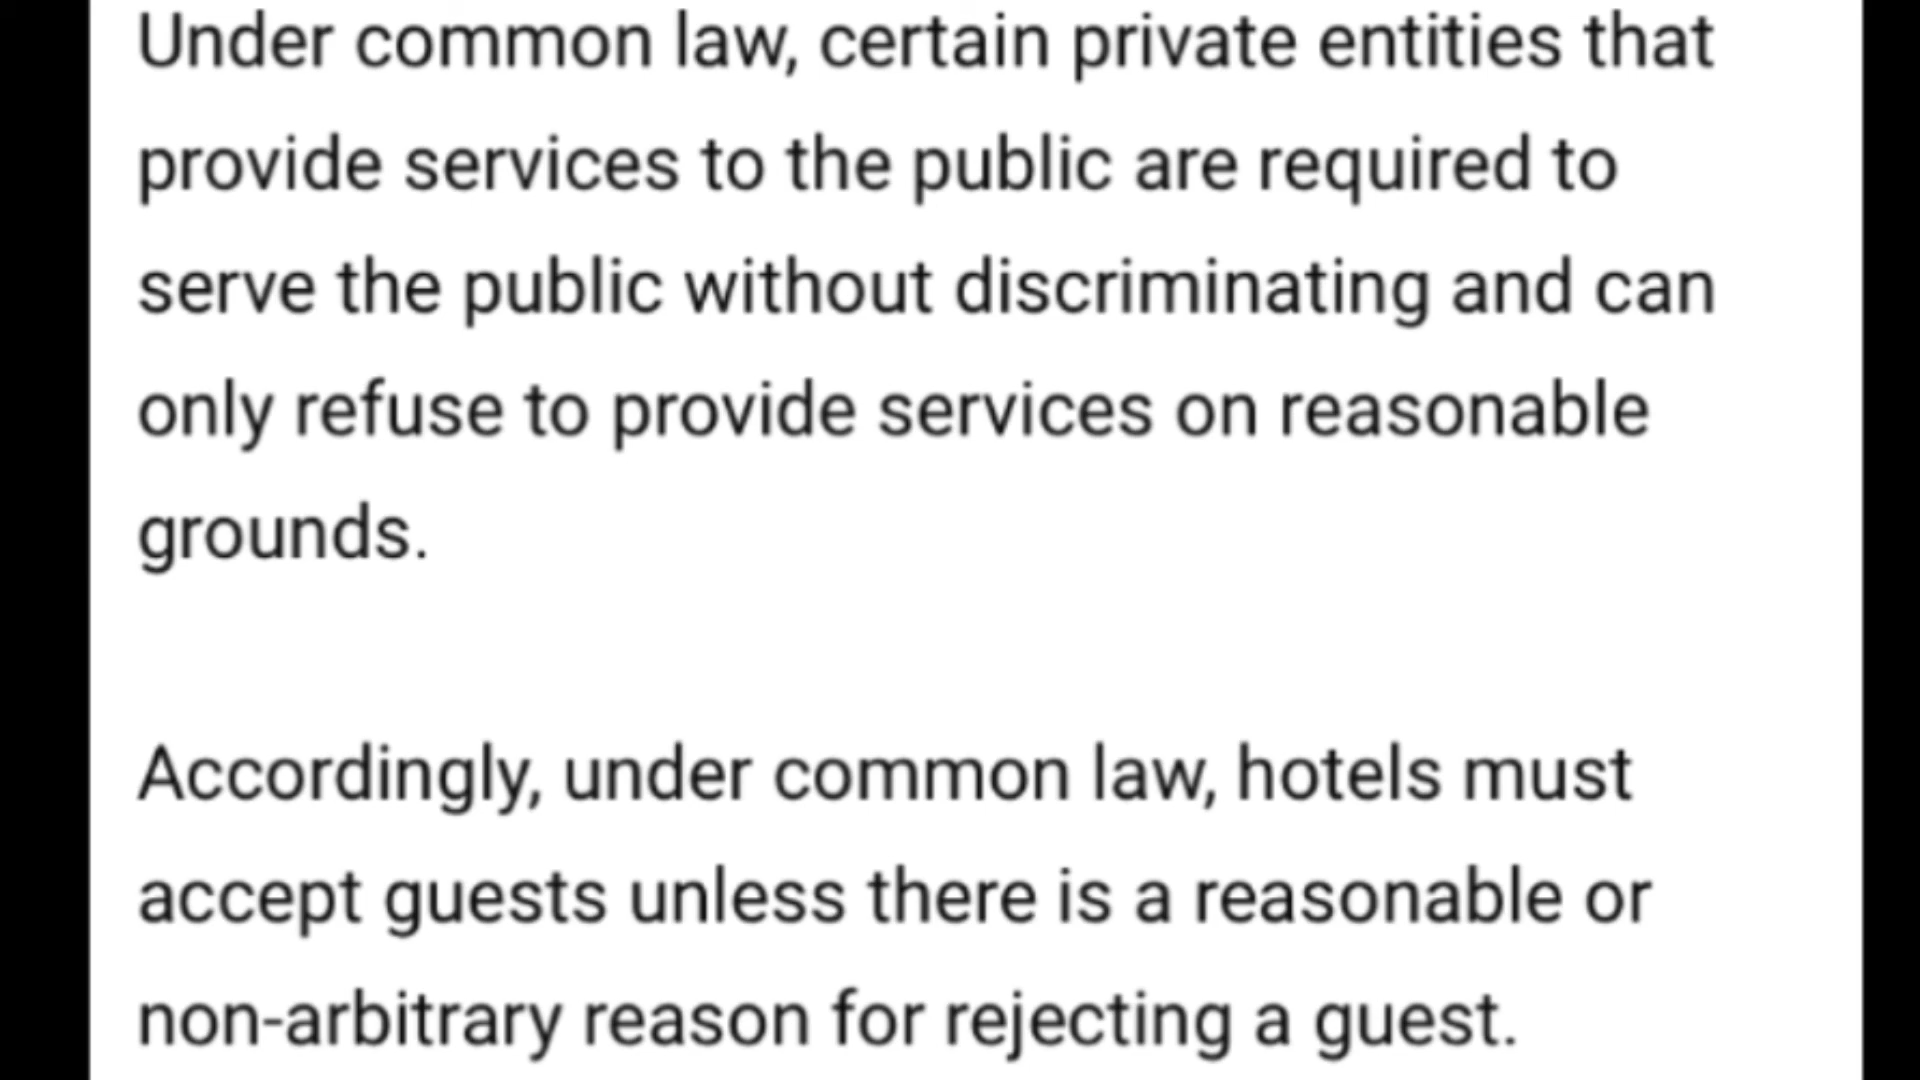 Under common law, certain private entities that
provide services to the public are required to
serve the public without discriminating and can
only refuse to provide services on reasonable
grounds.
Accordingly, under common law, hotels must
accept guests unless there is a reasonable or
non-arbitrary reason for rejecting a guest.